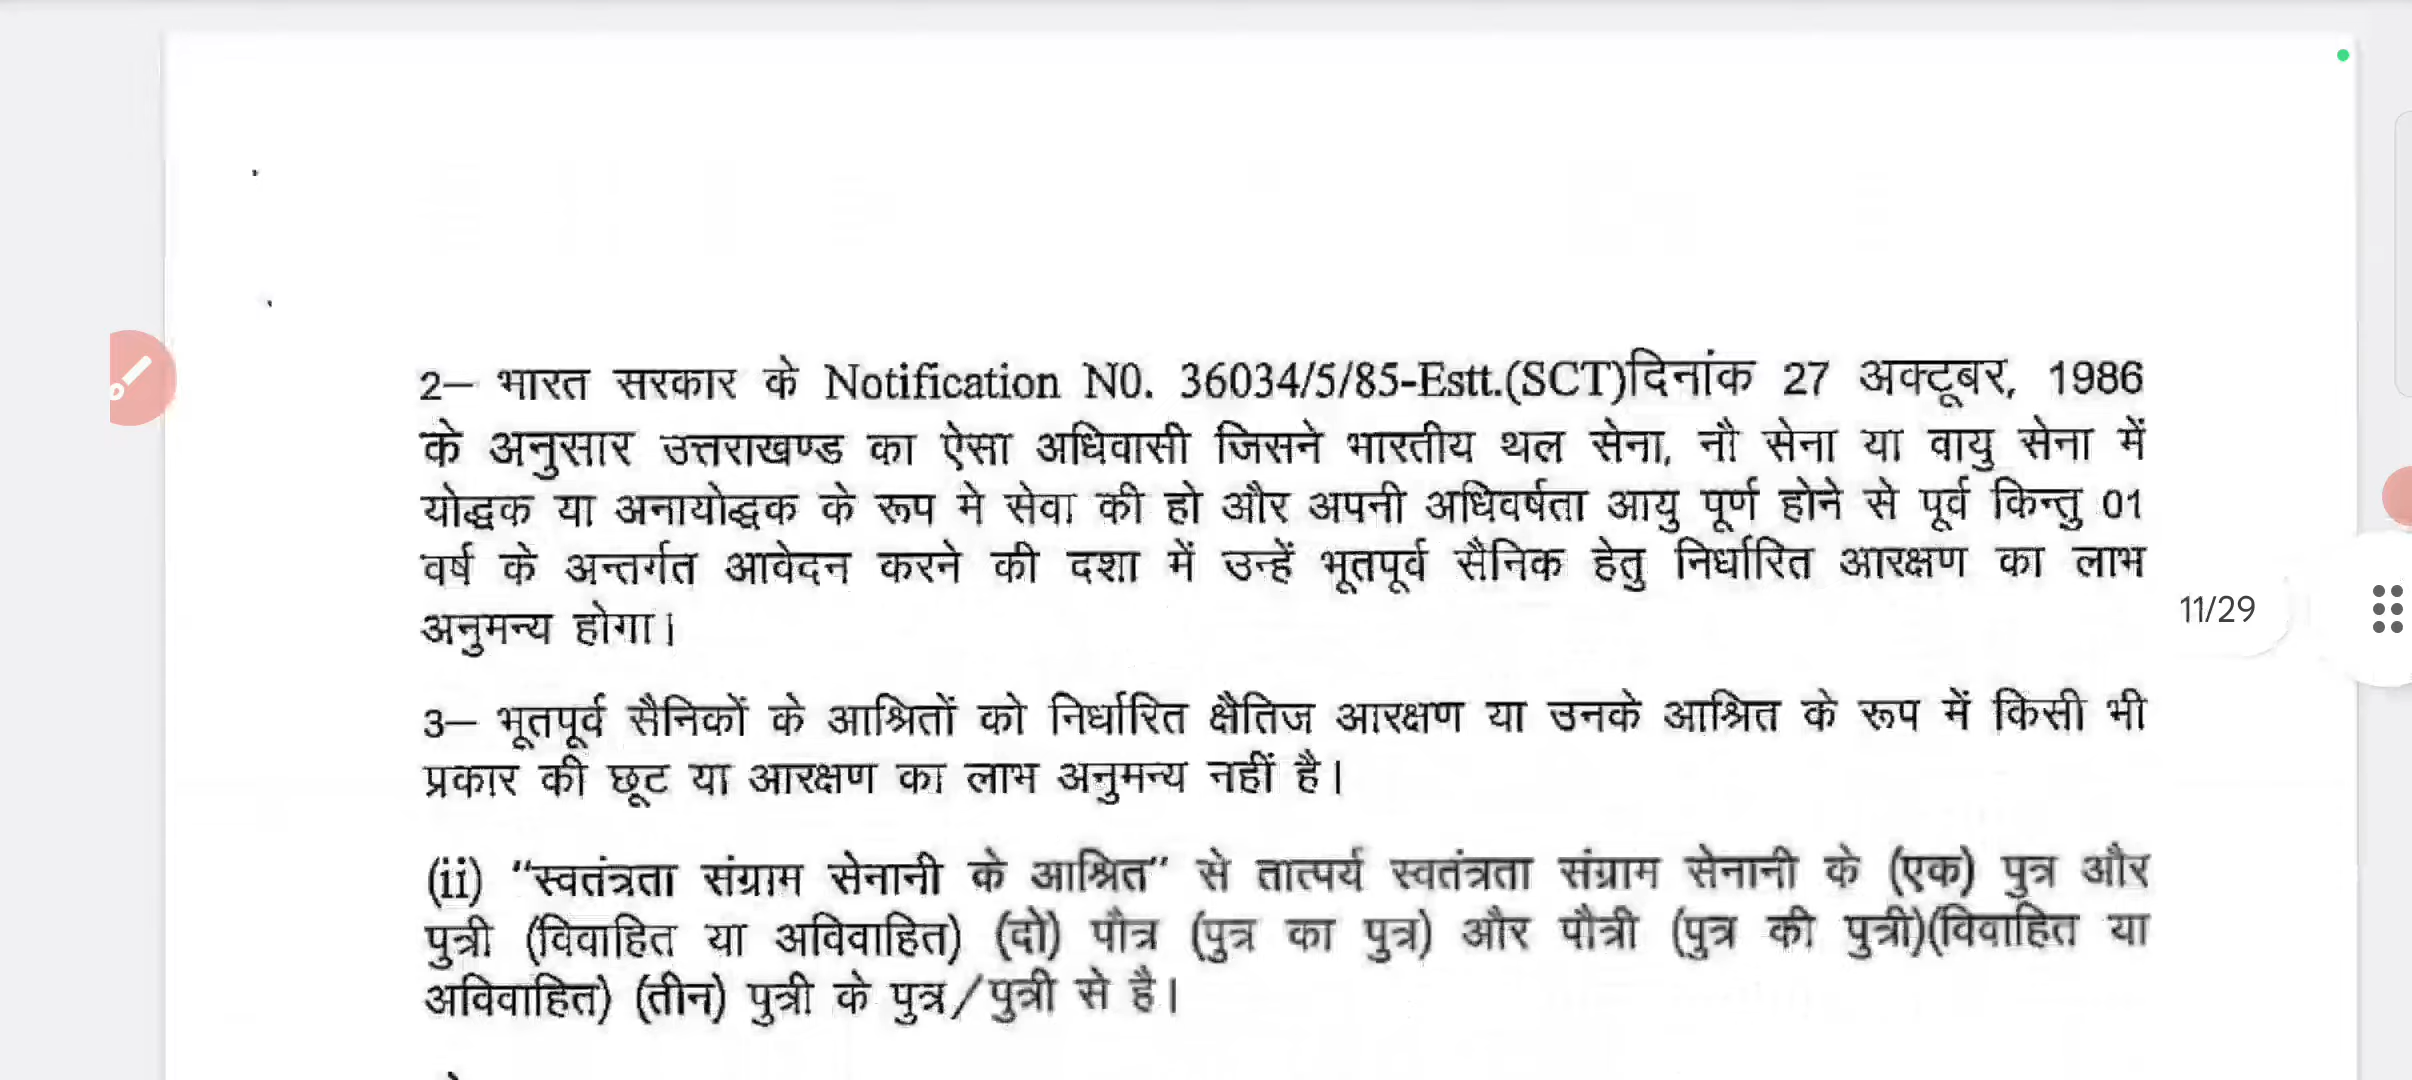 2– भारत सरकार के Notification N0. 36034/5/85-Estt.(SCT)दिनांक 27 अक्टूबर, 1986
के अनुसार उत्तराखण्ड का ऐसा अधिवासी जिसने भारतीय थल सेना, नौ सेना या वायु सेना में
योद्धक या अनायोद्धक के रूप मे सेवा की हो और अपनी अधिवर्षता आयु पूर्ण होने से पूर्व किन्तु 01
वर्ष के अन्तर्गत आवेदन करने की दशा में उन्हें भूतपूर्व सैनिक हेतु निर्धारित आरक्षण का लाभ
अनुमन्य होगा।
11/29
3– भूतपूर्व सैनिकों के आश्रितों को निर्धारित क्षैतिज आरक्षण या उनके आश्रित के रूप में किसी भी
प्रकार की छूट या आरक्षण का लाभ अनुमन्य नहीं है।
(ii) "स्वतंत्रता संग्राम सेनानी के आश्रित" से तात्पर्य स्वतंत्रता संग्राम सेनानी के (एक) पुत्र और
पुत्री (विवाहित या अविवाहित) (दो) पौत्र (पुत्र का पुत्र) और पौत्री (पुत्र की पुत्री)(विवाहित या
अविवाहित) (तीन) पुत्री के पुत्र/पुत्री से है।